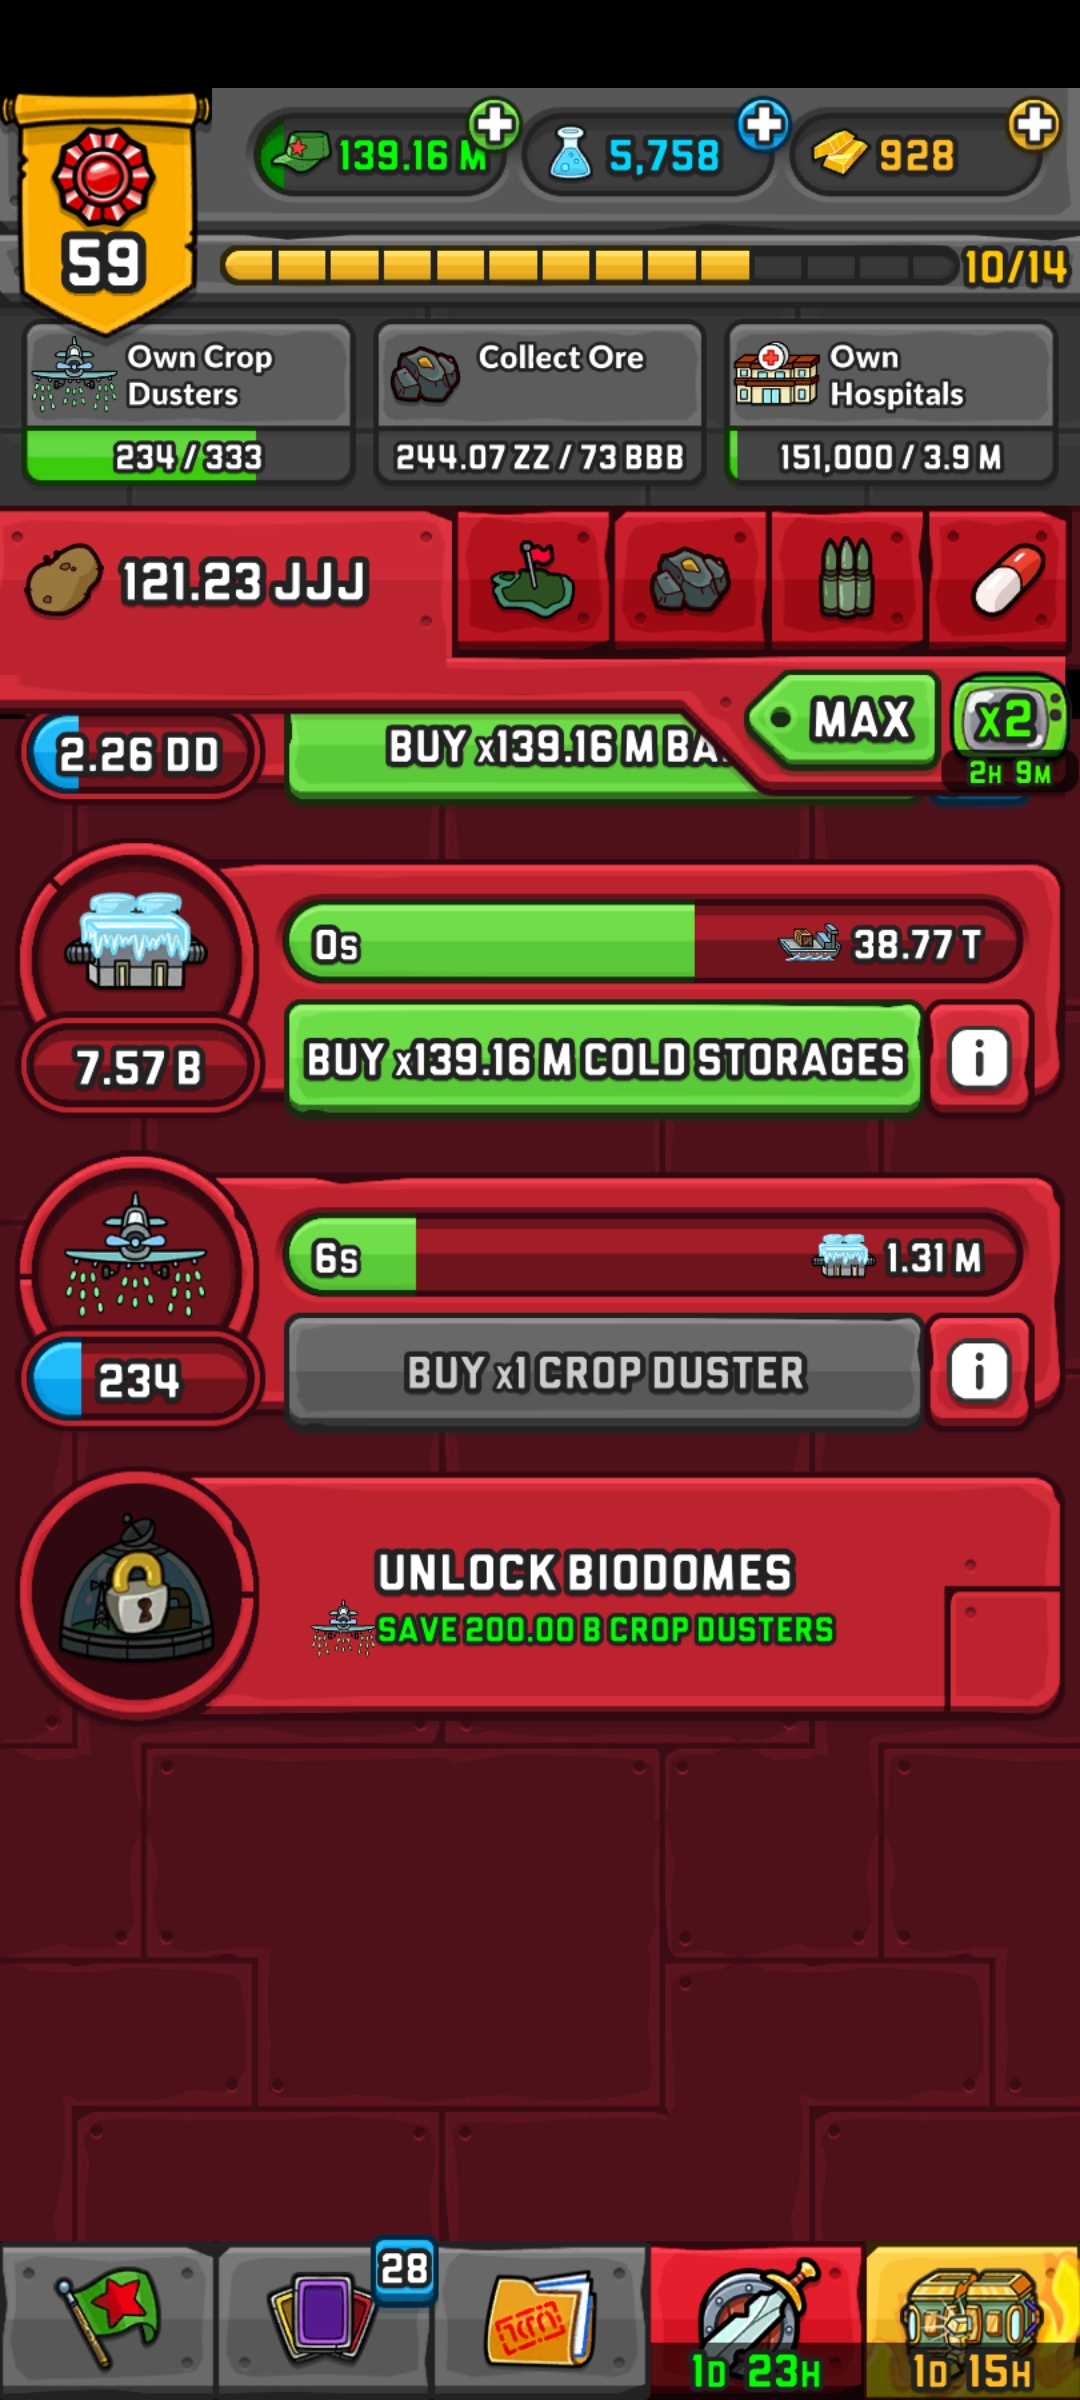 139.16 M
5,758
928
59
10/14
Own Crop
Dusters
234/333
Collect Ore
244.07 ZZ/73 BBB
Own
Hospitals
151,000/3.9 M
121.23 JJJ
MAX
x2
2H 9M
2.26 DD
BUY x139.16 M BA
0s
38.77 T
7.57 B
BUY x139.16 M COLD STORAGES
i
6s
1.31 M
234
BUY x1 CROP DUSTER
i
UNLOCK BIODOMES
SAVE 200.00 B CROP DUSTERS
28
1D 23H
1D 15H